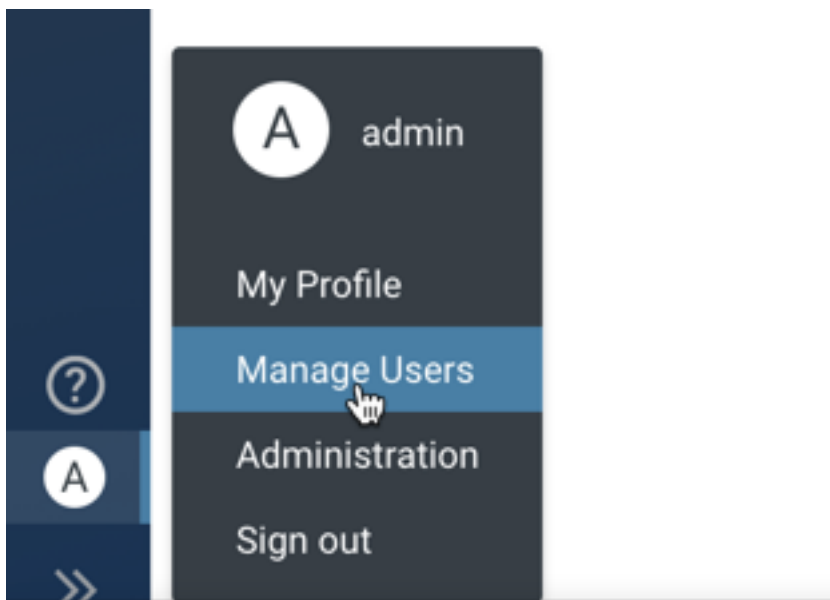 A
admin
My Profile
Manage Users
Administration
Sign out
?
A